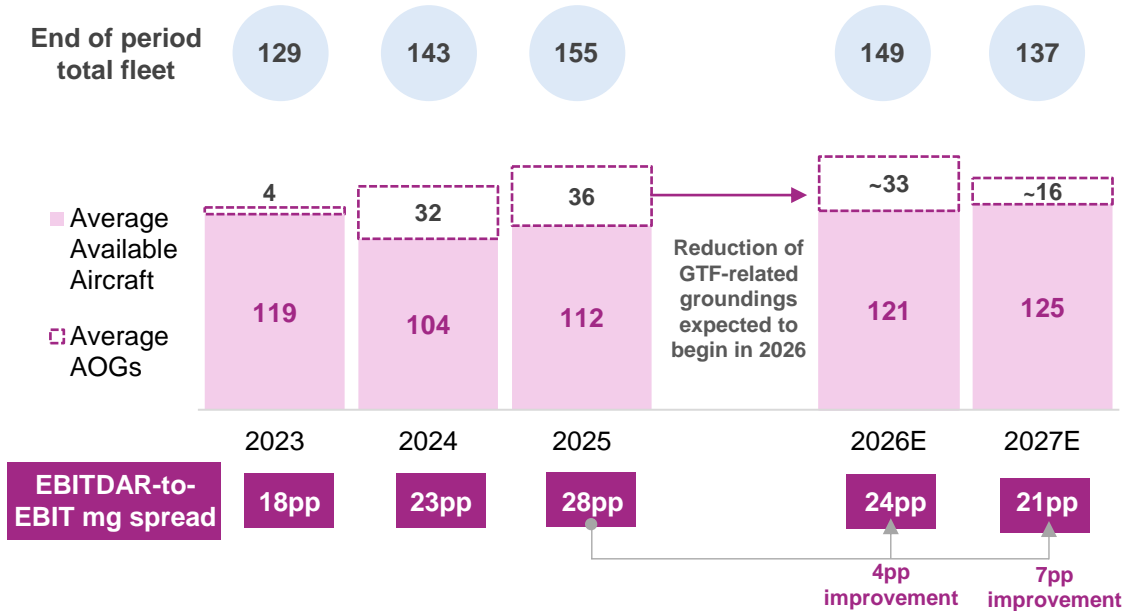 End of period
total fleet
129
143
155
149
137
4
32
36
~33
~16
Average
Available
Aircraft
Average
AOGs
119
104
112
121
125
Reduction of
GTF-related
groundings
expected to
begin in 2026
2023
2024
2025
2026E
2027E
EBITDAR-to-
EBIT mg spread
18pp
23pp
28pp
24pp
21pp
4pp
improvement
7pp
improvement